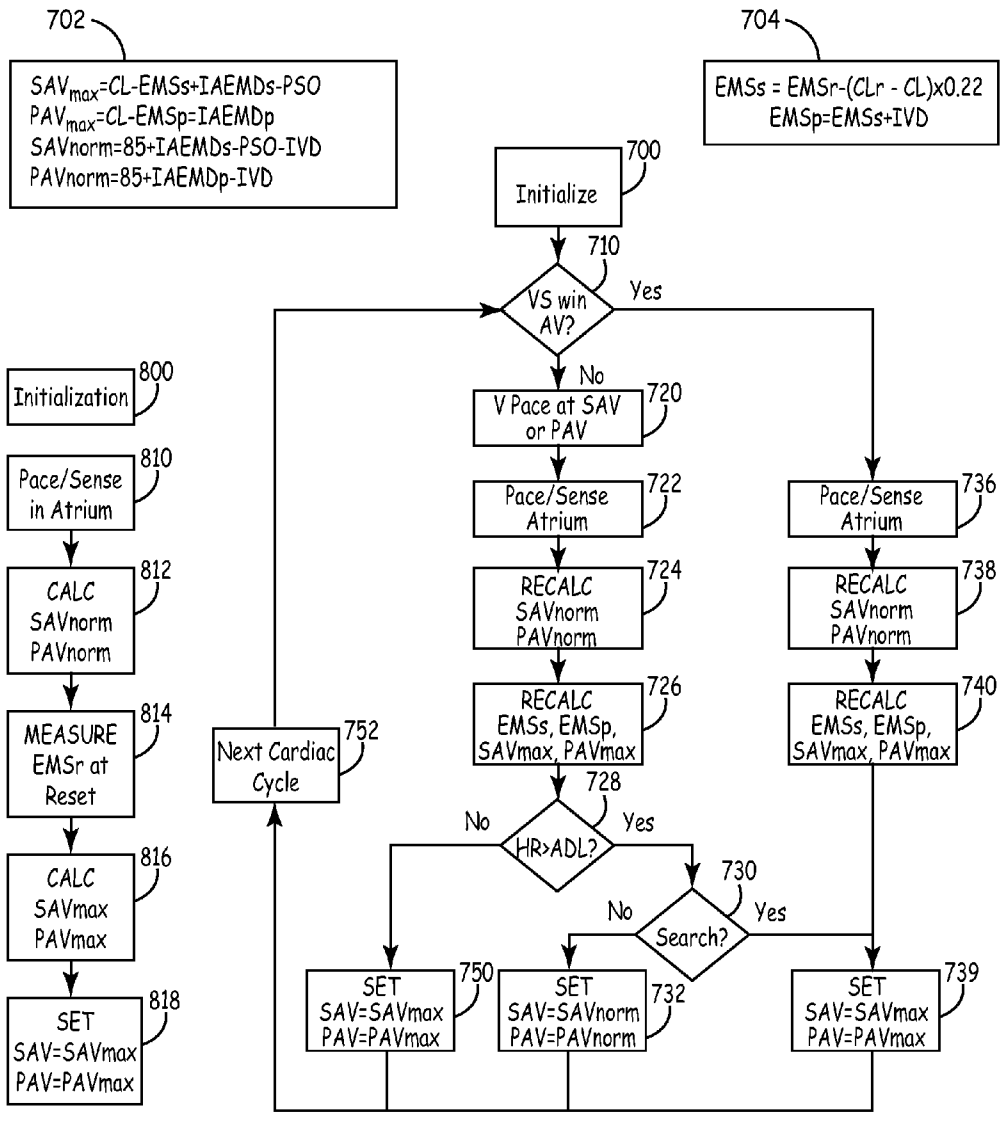 702
SAVmax=CL-EMSs+IAEMDs-PSO
PAVmax=CL-EMSp=IAEMDp
SAVnorm=85+IAEMDs-PSO-IVD
PAVnorm=85+IAEMDp-IVD
704
EMSs = EMSr-(CLr - CL)x0.22
EMSp=EMSs+IVD
700
Initialize
710
VS win
AV?
Yes
No
720
V Pace at SAV
or PAV
722
Pace/Sense
Atrium
724
RECALC
SAVnorm
PAVnorm
726
RECALC
EMSs, EMSp,
SAVmax, PAVmax
728
HR>ADL?
No
Yes
730
Search?
No
Yes
736
Pace/Sense
Atrium
738
RECALC
SAVnorm
PAVnorm
740
RECALC
EMSs, EMSp,
SAVmax, PAVmax
750
SET
SAV=SAVmax
PAV=PAVmax
732
SET
SAV=SAVnorm
PAV=PAVnorm
739
SET
SAV=SAVmax
PAV=PAVmax
752
Next Cardiac
Cycle
800
Initialization
810
Pace/Sense
in Atrium
812
CALC
SAVnorm
PAVnorm
814
MEASURE
EMSr at
Reset
816
CALC
SAVmax
PAVmax
818
SET
SAV=SAVmax
PAV=PAVmax